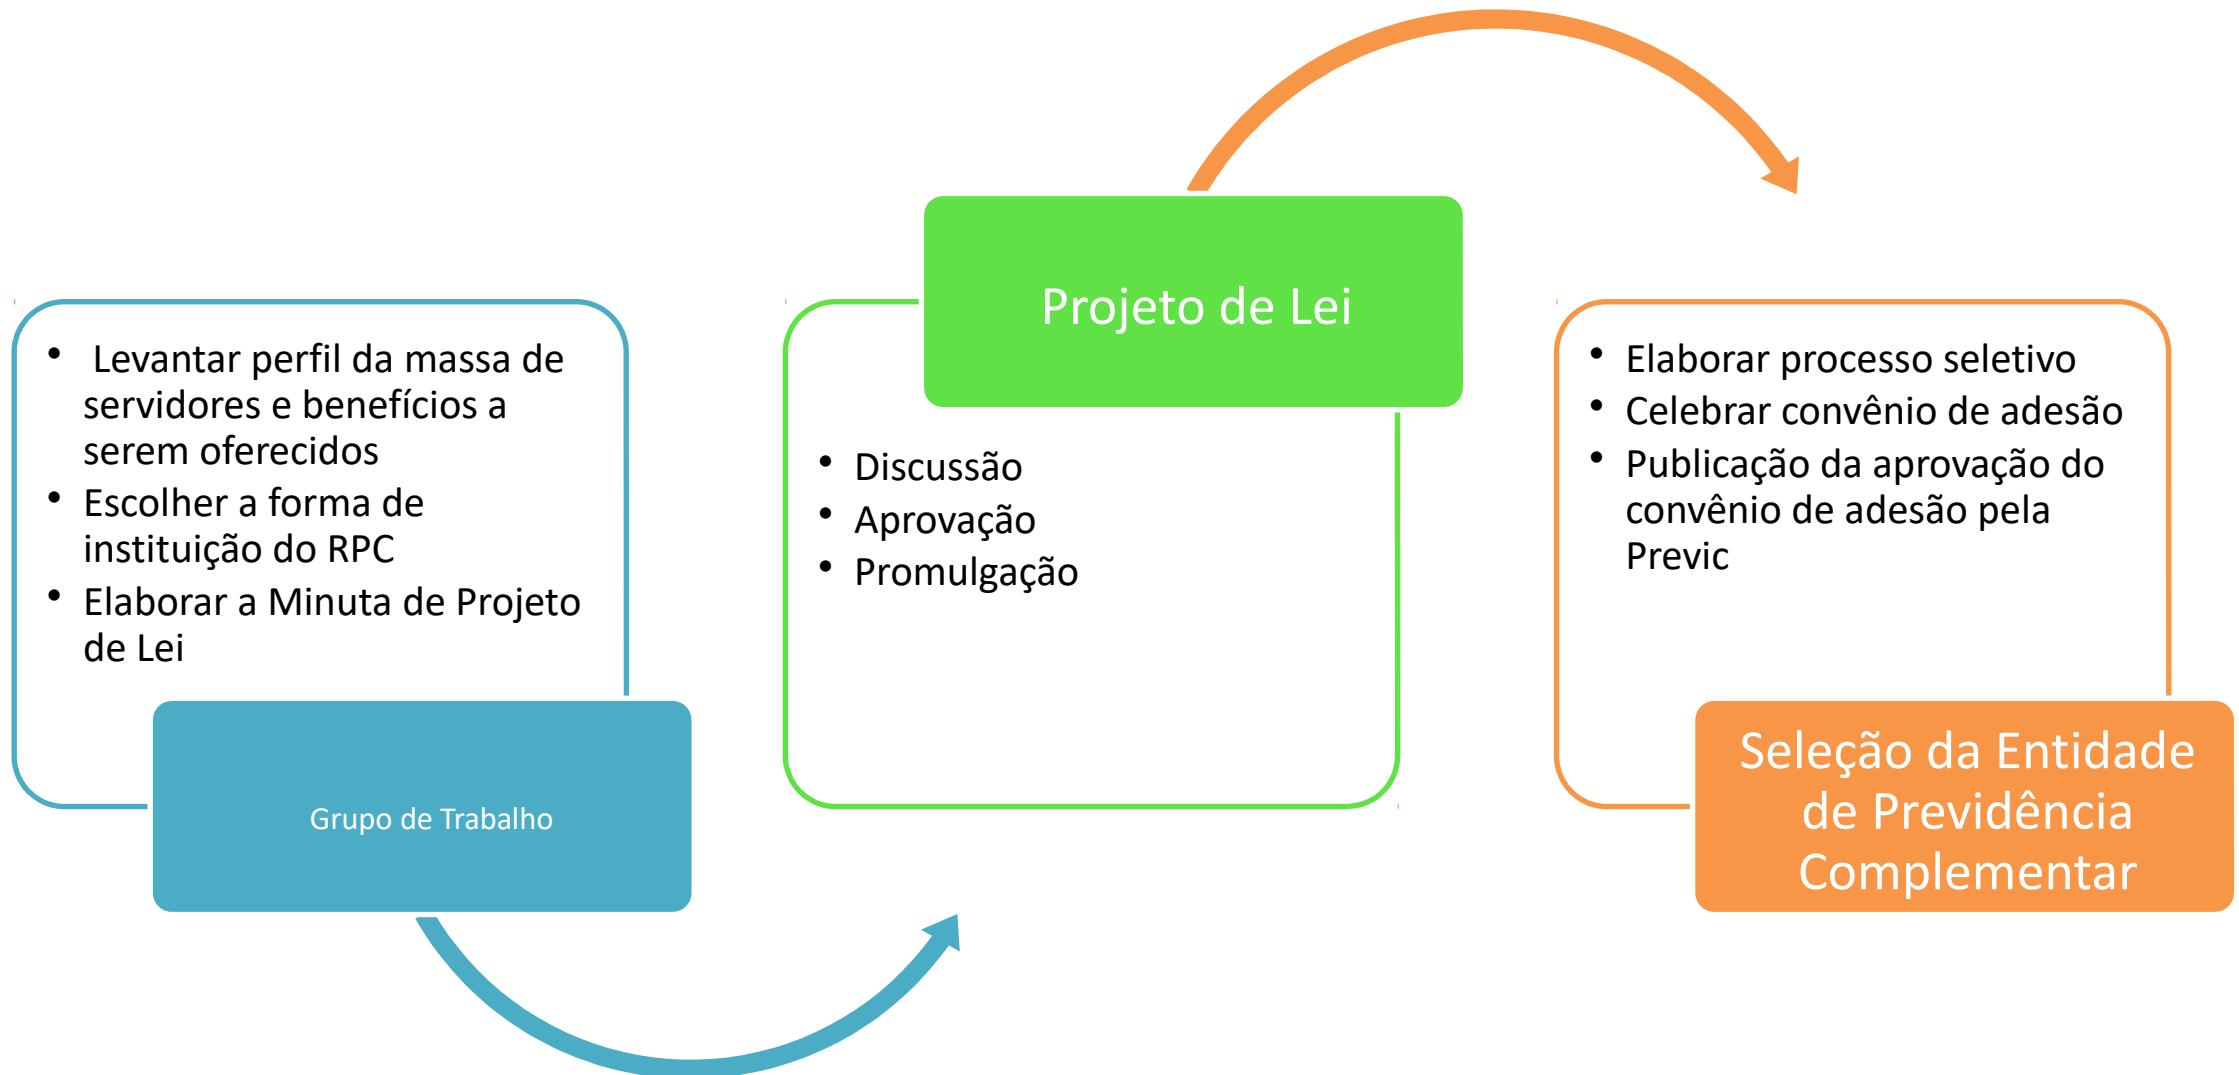 • Levantar perfil da massa de
servidores e benefícios a
serem oferecidos
• Escolher a forma de
instituição do RPC
• Elaborar a Minuta de Projeto
de Lei
Grupo de Trabalho
Projeto de Lei
• Discussão
• Aprovação
• Promulgação
• Elaborar processo seletivo
• Celebrar convênio de adesão
• Publicação da aprovação do
convênio de adesão pela
Previc
Seleção da Entidade
de Previdência
Complementar